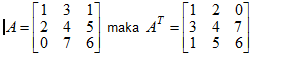 A = [1 3 1; 2 4 5; 0 7 6] maka A^T = [1 2 0; 3 4 7; 1 5 6]